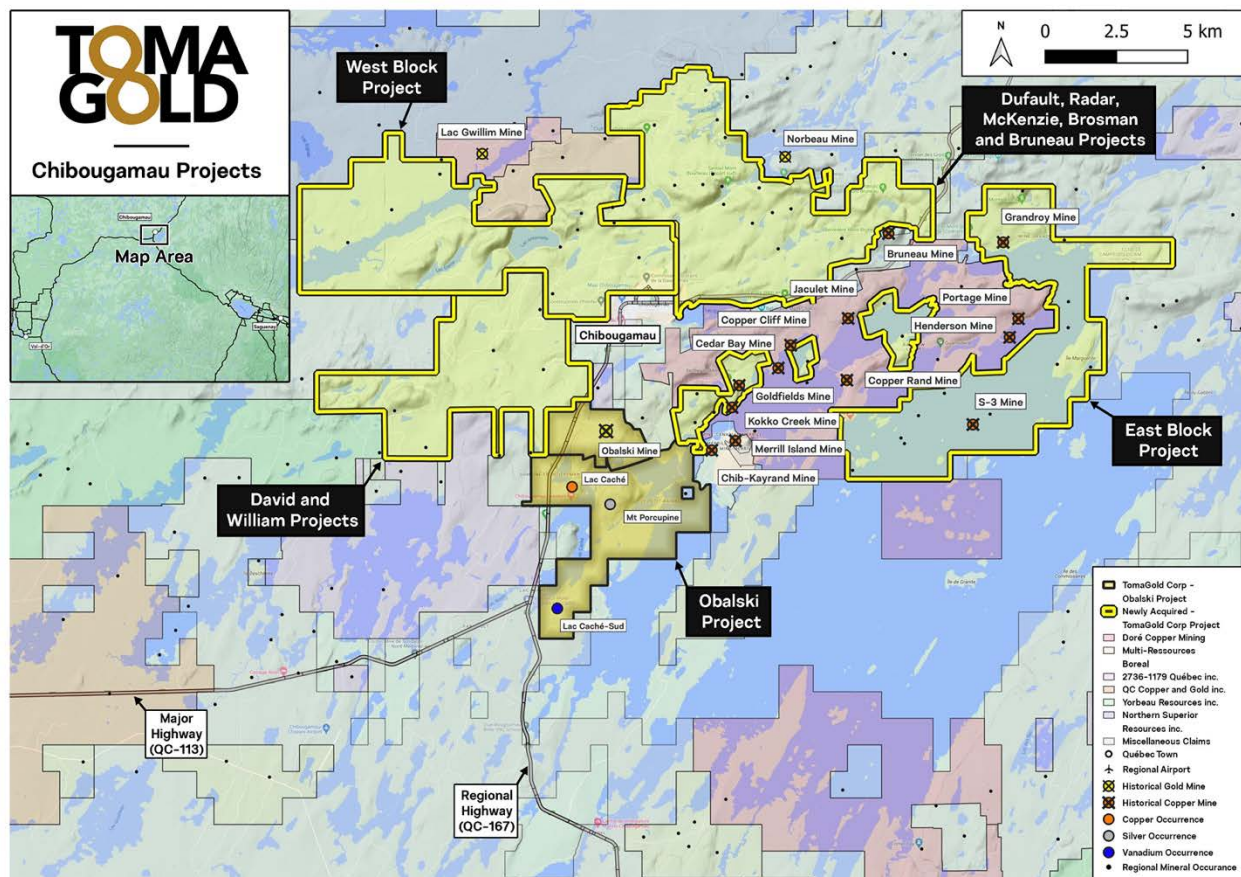 TOMA
GOLD
Chibougamau Projects
Chibougamau
Map Area
Val-d'Or
Saguenay
N
0 2.5 5 km
West Block
Project
Lac Gwillim Mine
Norbeau Mine
Dufault, Radar,
McKenzie, Brosman
and Bruneau Projects
Grandroy Mine
Bruneau Mine
Jaculet Mine
Portage Mine
Copper Cliff Mine
Henderson Mine
Chibougamau
Cedar Bay Mine
Copper Rand Mine
Goldfields Mine
S-3 Mine
Kokko Creek Mine
East Block
Project
Obalski Mine
Merrill Island Mine
Chib-Kayrand Mine
Lac Caché
David and
William Projects
Mt Porcupine
Obalski
Project
Lac Caché-Sud
Major
Highway
(QC-113)
Regional
Highway
(QC-167)
TomaGold Corp -
Obalski Project
Newly Acquired -
TomaGold Corp Project
Doré Copper Mining
Multi-Ressources
Boreal
2736-1179 Québec inc.
QC Copper and Gold inc.
Yorbeau Resources inc.
Northern Superior
Resources inc.
Miscellaneous Claims
Québec Town
Regional Airport
Historical Gold Mine
Historical Copper Mine
Copper Occurrence
Silver Occurrence
Vanadium Occurrence
Regional Mineral Occurance